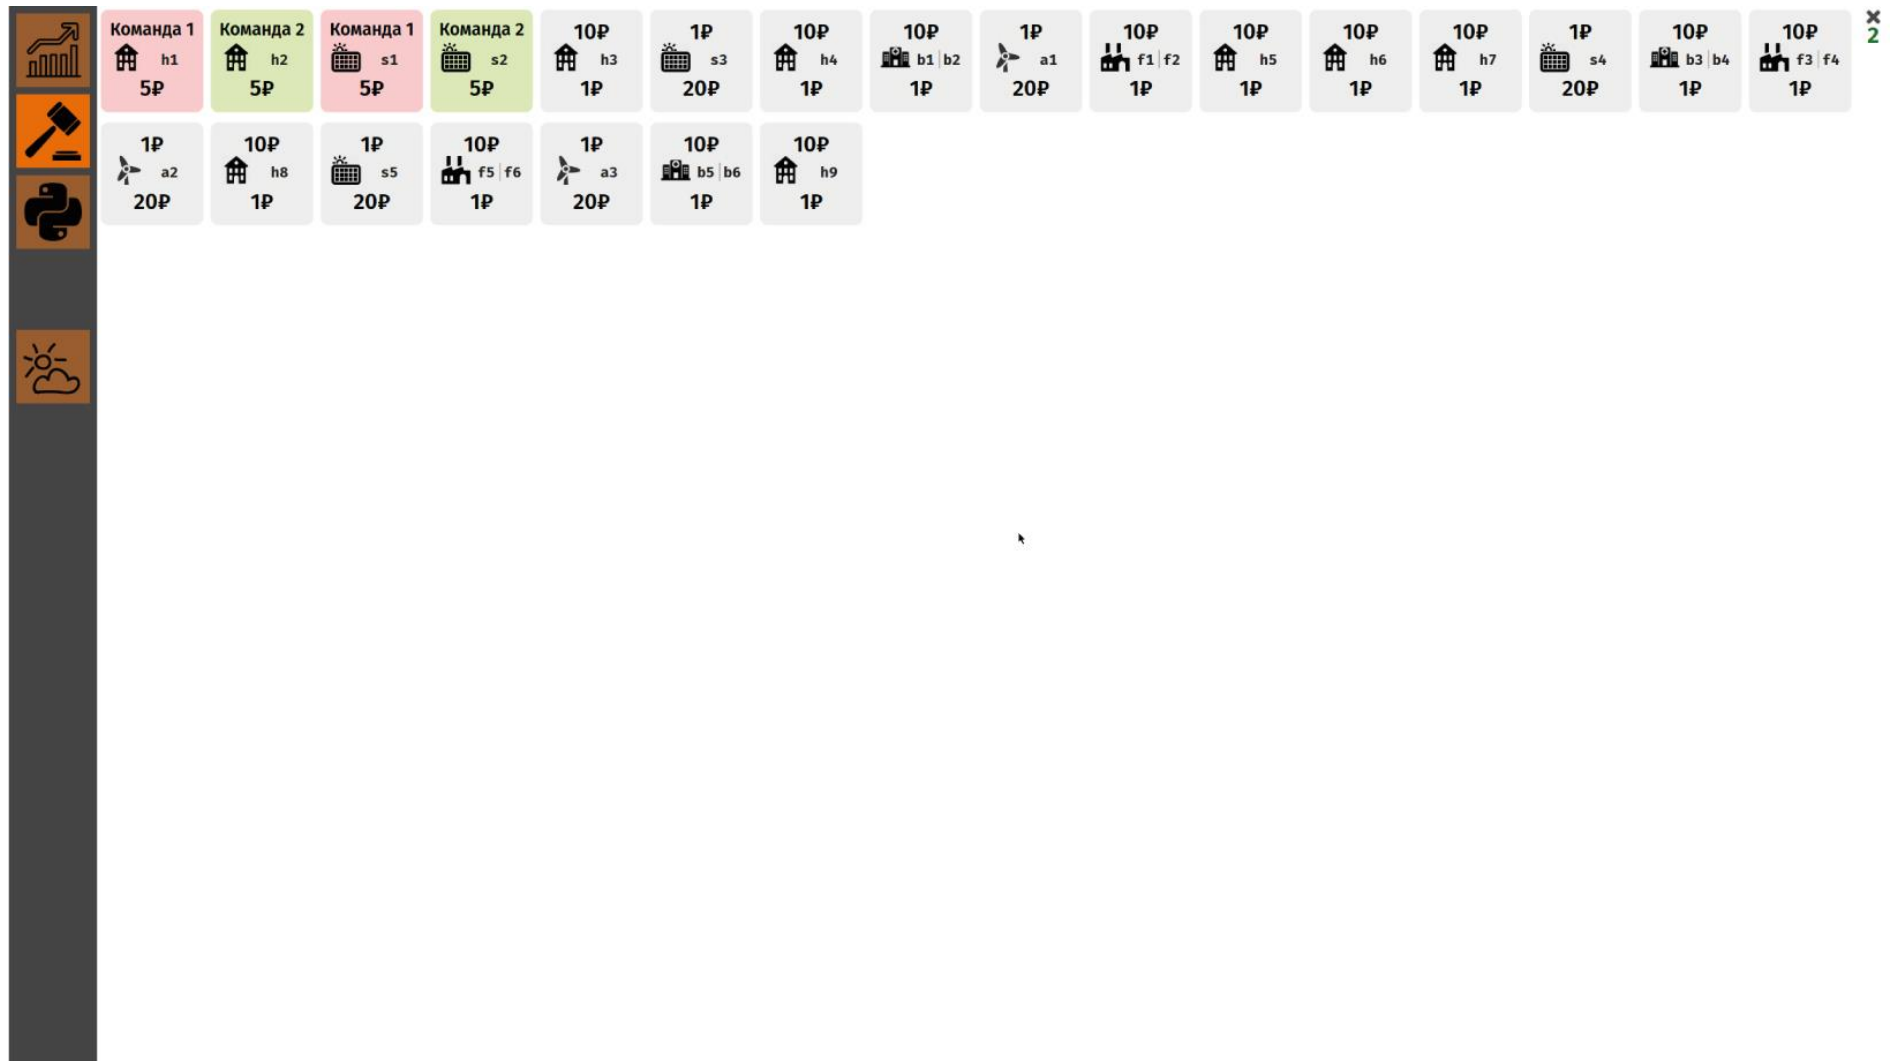 Команда 1 Команда 2 Команда 1 Команда 2 10₽ 1₽ 10₽ 10₽ 1₽ 10₽ 10₽ 10₽ 10₽ 1₽ 10₽ 10₽ ×
h1 h2 s1 s2 h3 s3 h4 b1|b2 a1 f1|f2 h5 h6 h7 s4 b3|b4 f3|f4 2
5₽ 5₽ 5₽ 5₽ 1₽ 20₽ 1₽ 1₽ 20₽ 1₽ 1₽ 1₽ 1₽ 20₽ 1₽ 1₽
1₽ 10₽ 1₽ 10₽ 1₽ 10₽ 10₽
a2 h8 s5 f5|f6 a3 b5|b6 h9
20₽ 1₽ 20₽ 1₽ 20₽ 1₽ 1₽